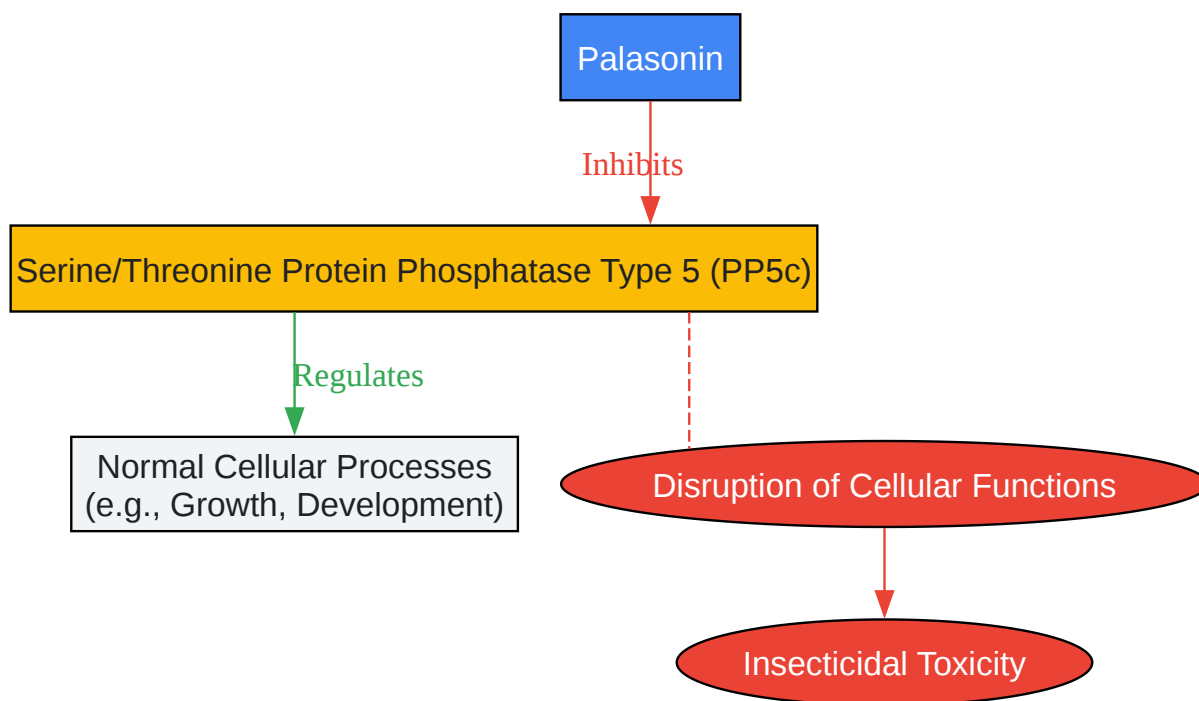 Palasonin
Inhibits
Serine/Threonine Protein Phosphatase Type 5 (PP5c)
Regulates
Normal Cellular Processes
(e.g., Growth, Development)
Disruption of Cellular Functions
Insecticidal Toxicity